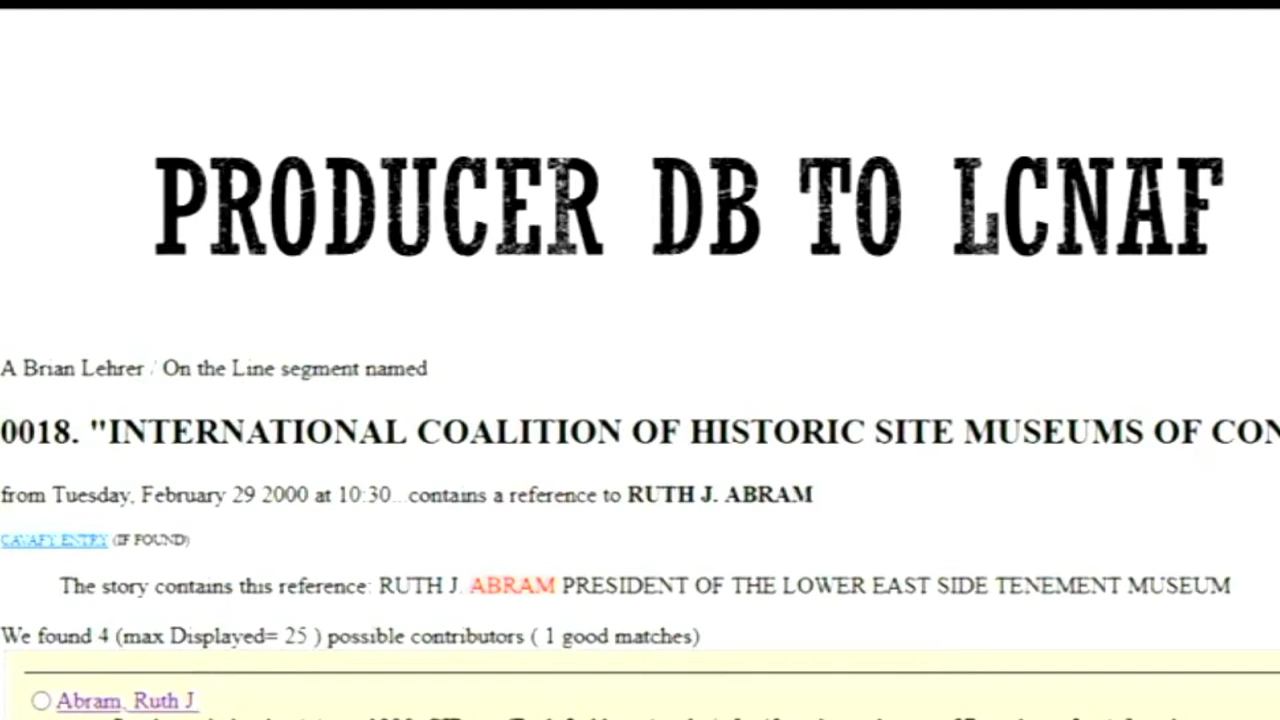 PRODUCER DB TO LCNAF
A Brian Lehrer / On the Line segment named
0018. "INTERNATIONAL COALITION OF HISTORIC SITE MUSEUMS OF CON
from Tuesday, February 29 2000 at 10:30...contains a reference to RUTH J. ABRAM
CAVAFY ENTRY (IF FOUND)
The story contains this reference: RUTH J. ABRAM PRESIDENT OF THE LOWER EAST SIDE TENEMENT MUSEUM
We found 4 (max Displayed= 25 ) possible contributors ( 1 good matches)
Abram, Ruth J